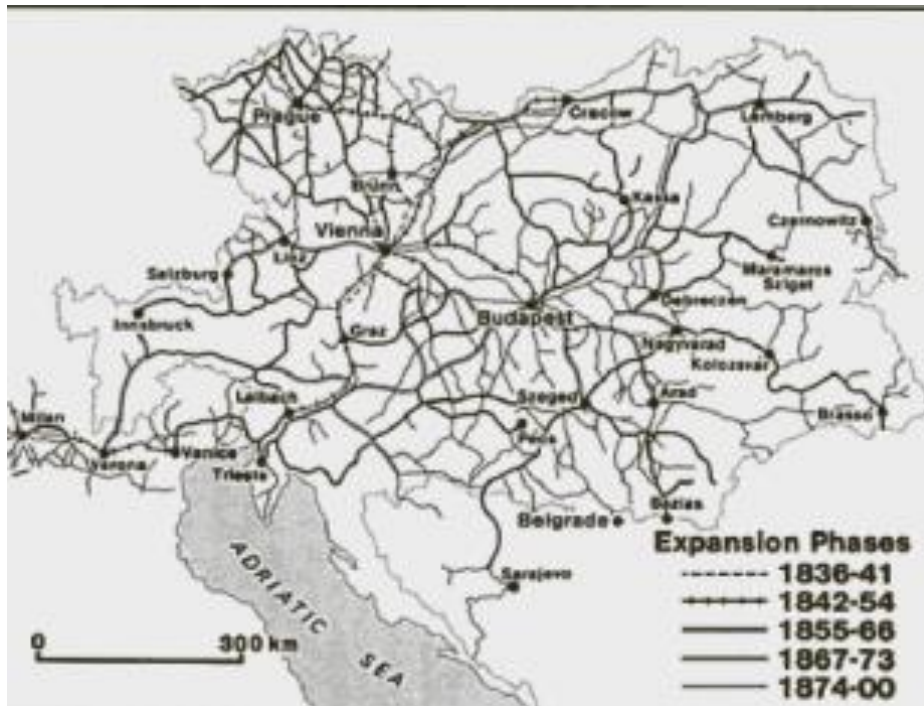 Prague
Cracow
Lemberg
Brünn
Kassa
Vienna
Czernowitz
Linz
Salzburg
Maramaros
Sziget
Debreczen
Innsbruck
Budapest
Graz
Nagyvarad
Kolozsvar
Laibach
Szeged
Arad
Milan
Brasso
Pecs
Verona
Venice
Trieste
Bazias
Belgrade
Expansion Phases
Sarajevo
1836-41
1842-54
1855-66
1867-73
1874-00
ADRIATIC
SEA
0 300 km